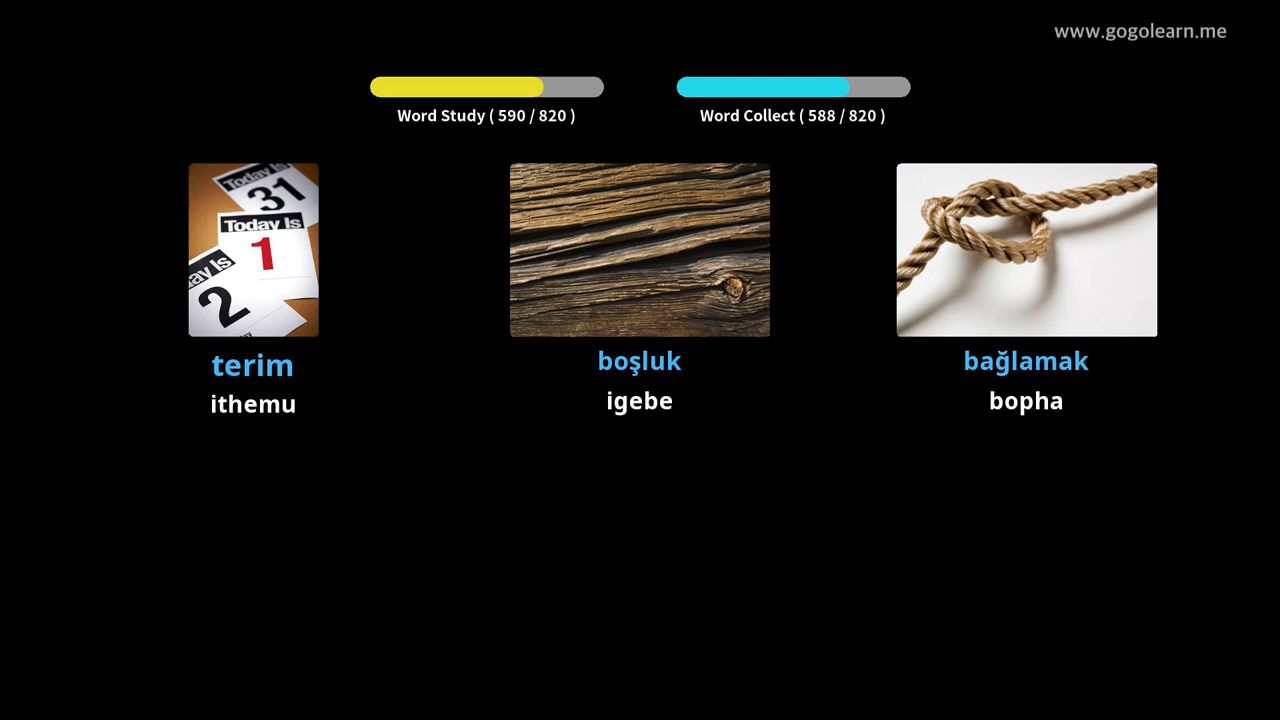 www.gogolearn.me
Word Study ( 590 / 820 )
Word Collect ( 588 / 820 )
Today Is
31
Today Is
1
ay Is
2
terim
boşluk
bağlamak
ithemu
igebe
bopha